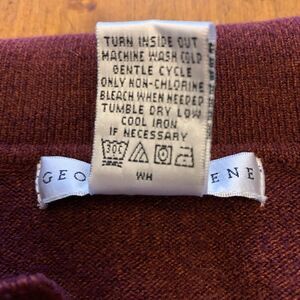 TURN INSIDE OUT
MACHINE WASH COLD
GENTLE CYCLE
ONLY NON-CHLORINE
BLEACH WHEN NEEDED
TUMBLE DRY LOW
COOL IRON
IF NECESSARY
30C
WH
GEO
ENE